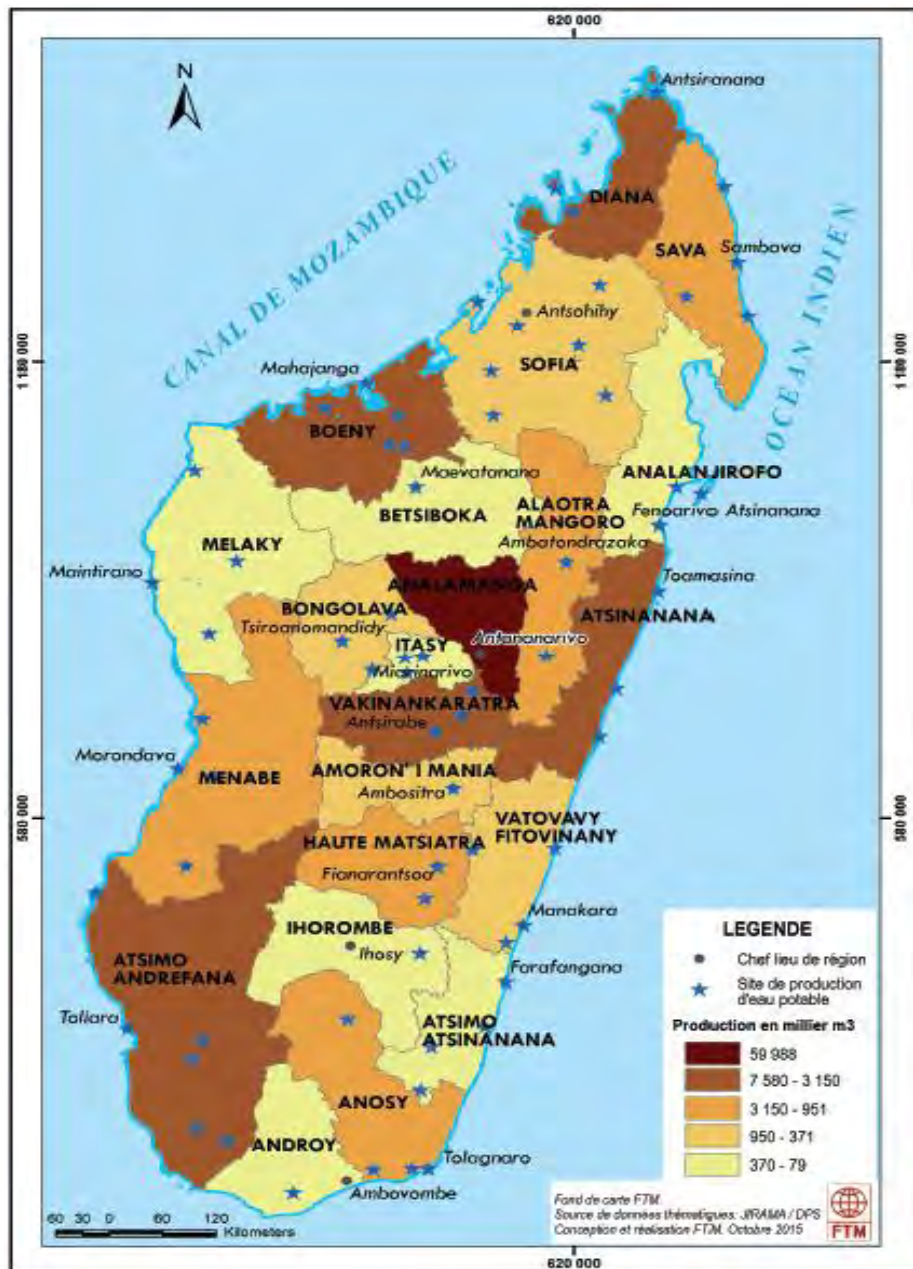 620 000
N
Antsiranana
CANAL DE MOZAMBIQUE
DIANA
SAVA
Sambava
OCEAN INDIEN
Antsohihy
1 180 000
1 180 000
SOFIA
Mahajanga
BOENY
Maevatanana
ANALANJIROFO
BETSIBOKA
ALAOTRA
MANGORO
Fenoarivo Atsinanana
MELAKY
Ambatondrazaka
Maintirano
ANALAMANGA
Toamasina
BONGOLAVA
ATSINANANA
Tsiroanomandidy
ITASY
Antananarivo
Miarinarivo
VAKINANKARATRA
Antsirabe
Morondava
MENABE
AMORON' I MANIA
Ambositra
580 000
580 000
VATOVAVY
FITOVINANY
HAUTE MATSIATRA
Fianarantsoa
IHOROMBE
Manakara
Ihosy
ATSIMO
ANDREFANA
Farafangana
Toliara
ATSIMO
ATSINANANA
ANOSY
ANDROY
Tolagnaro
Ambovombe
LEGENDE
Chef lieu de région
Site de production
d'eau potable
Production en millier m3
59 988
7 580 - 3 150
3 150 - 951
950 - 371
370 - 79
60 30 0 60 120
Kilometers
Fond de carte FTM.
Source de données thématiques: JIRAMA / DPS
Conception et réalisation FTM. Octobre 2015
FTM
620 000